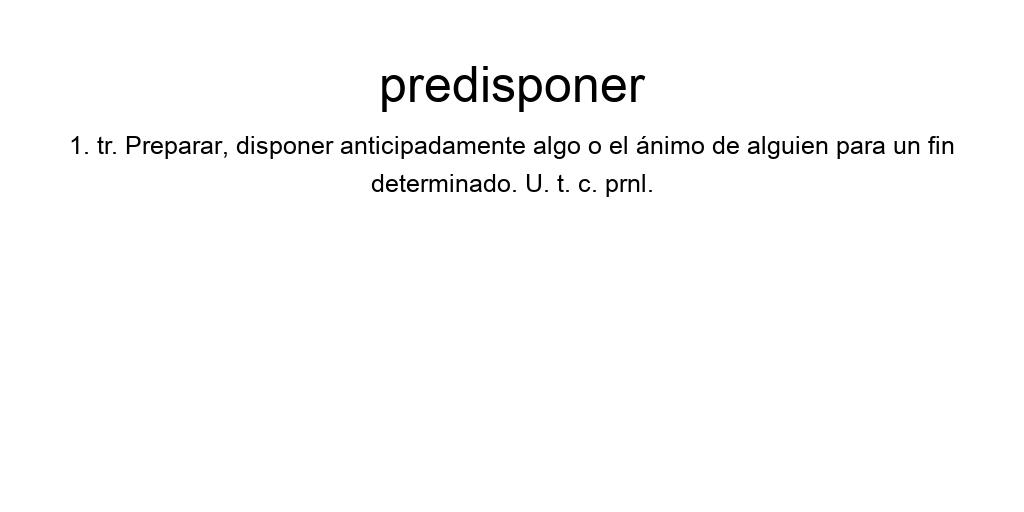 predisponer
1. tr. Preparar, disponer anticipadamente algo o el ánimo de alguien para un fin
determinado. U. t. c. prnl.